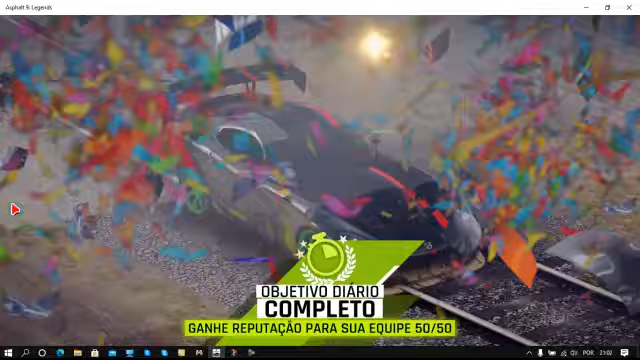 Asphalt 9: Legends
OBJETIVO DIÁRIO
COMPLETO
GANHE REPUTAÇÃO PARA SUA EQUIPE 50/50
POR
21:02